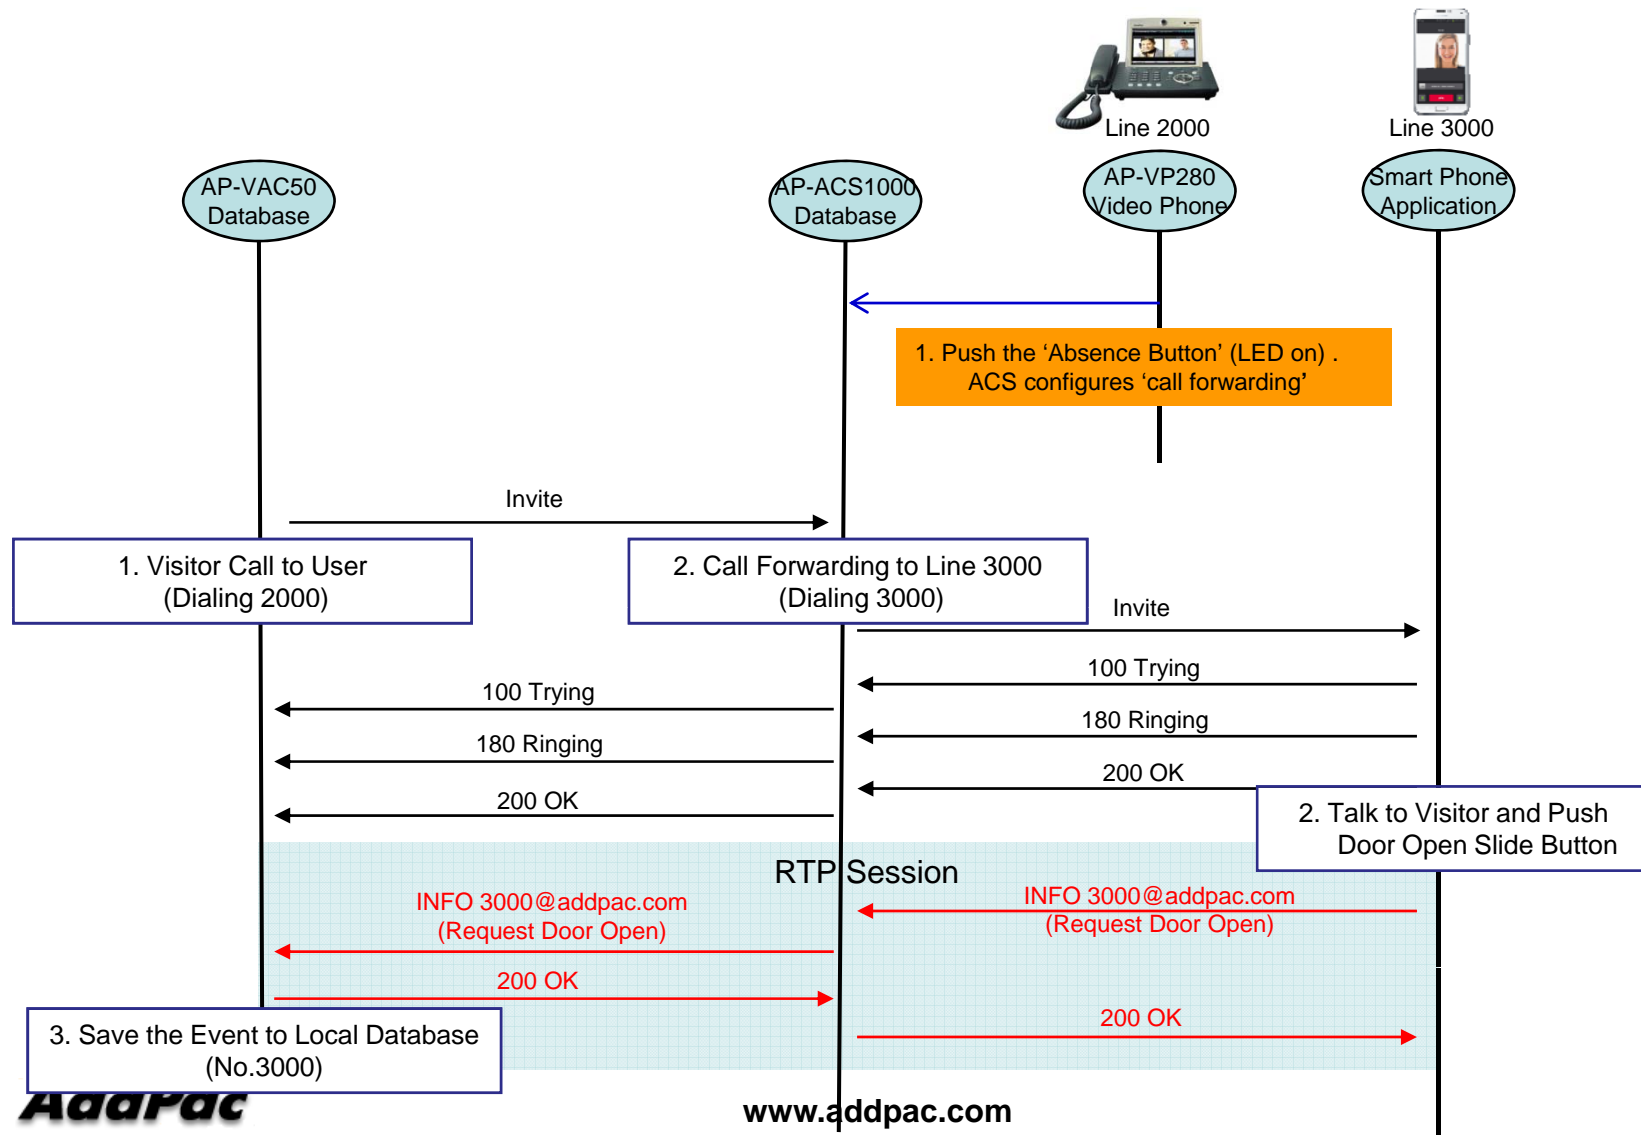 Line 2000
Line 3000
AP-VAC50
Database
AP-ACS1000
Database
AP-VP280
Video Phone
Smart Phone
Application
1. Push the ‘Absence Button’ (LED on) .
ACS configures ‘call forwarding’
Invite
1. Visitor Call to User
(Dialing 2000)
2. Call Forwarding to Line 3000
(Dialing 3000)
Invite
100 Trying
100 Trying
180 Ringing
180 Ringing
200 OK
200 OK
2. Talk to Visitor and Push
Door Open Slide Button
RTP Session
INFO 3000@addpac.com
(Request Door Open)
INFO 3000@addpac.com
(Request Door Open)
200 OK
200 OK
3. Save the Event to Local Database
(No.3000)
AddPac
www.addpac.com